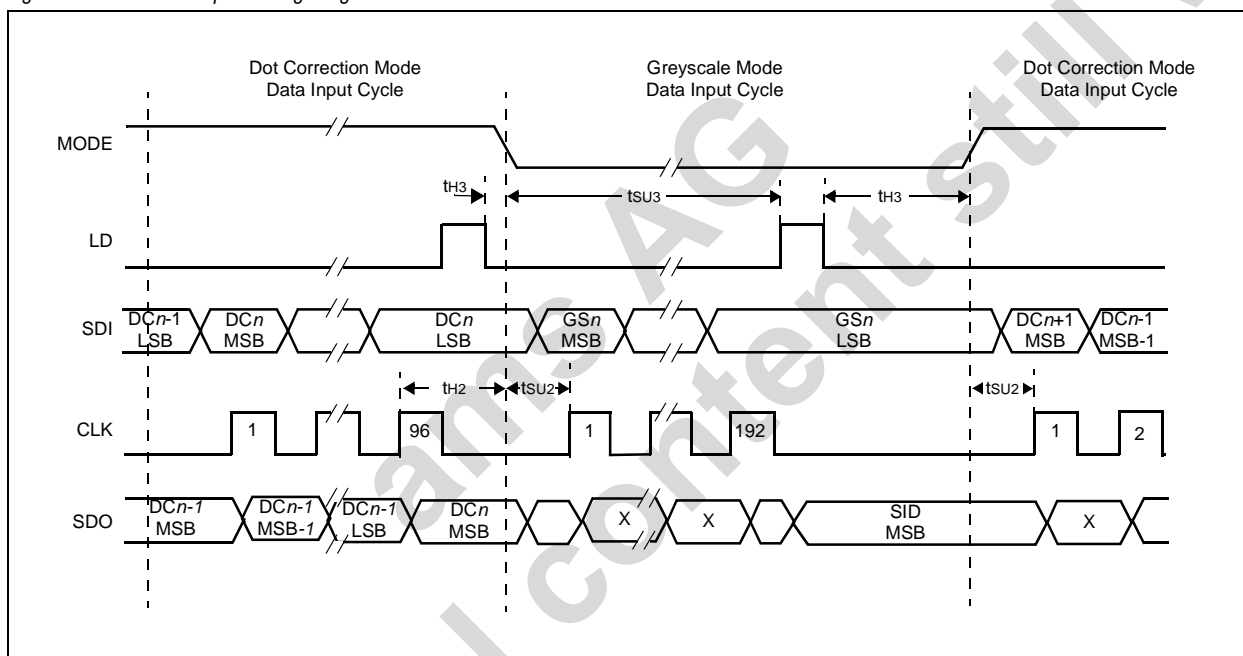 Dot Correction Mode
Data Input Cycle
Greyscale Mode
Data Input Cycle
Dot Correction Mode
Data Input Cycle
MODE
tH3
tSU3
tH3
LD
SDI
DCn-1
LSB
DCn
MSB
DCn
LSB
GSn
MSB
GSn
LSB
DCn+1
MSB
DCn-1
MSB-1
tH2
tSU2
tSU2
CLK
1
96
1
192
1
2
SDO
DCn-1
MSB
DCn-1
MSB-1
DCn-1
LSB
DCn
MSB
X
X
SID
MSB
X
ams AG
content still